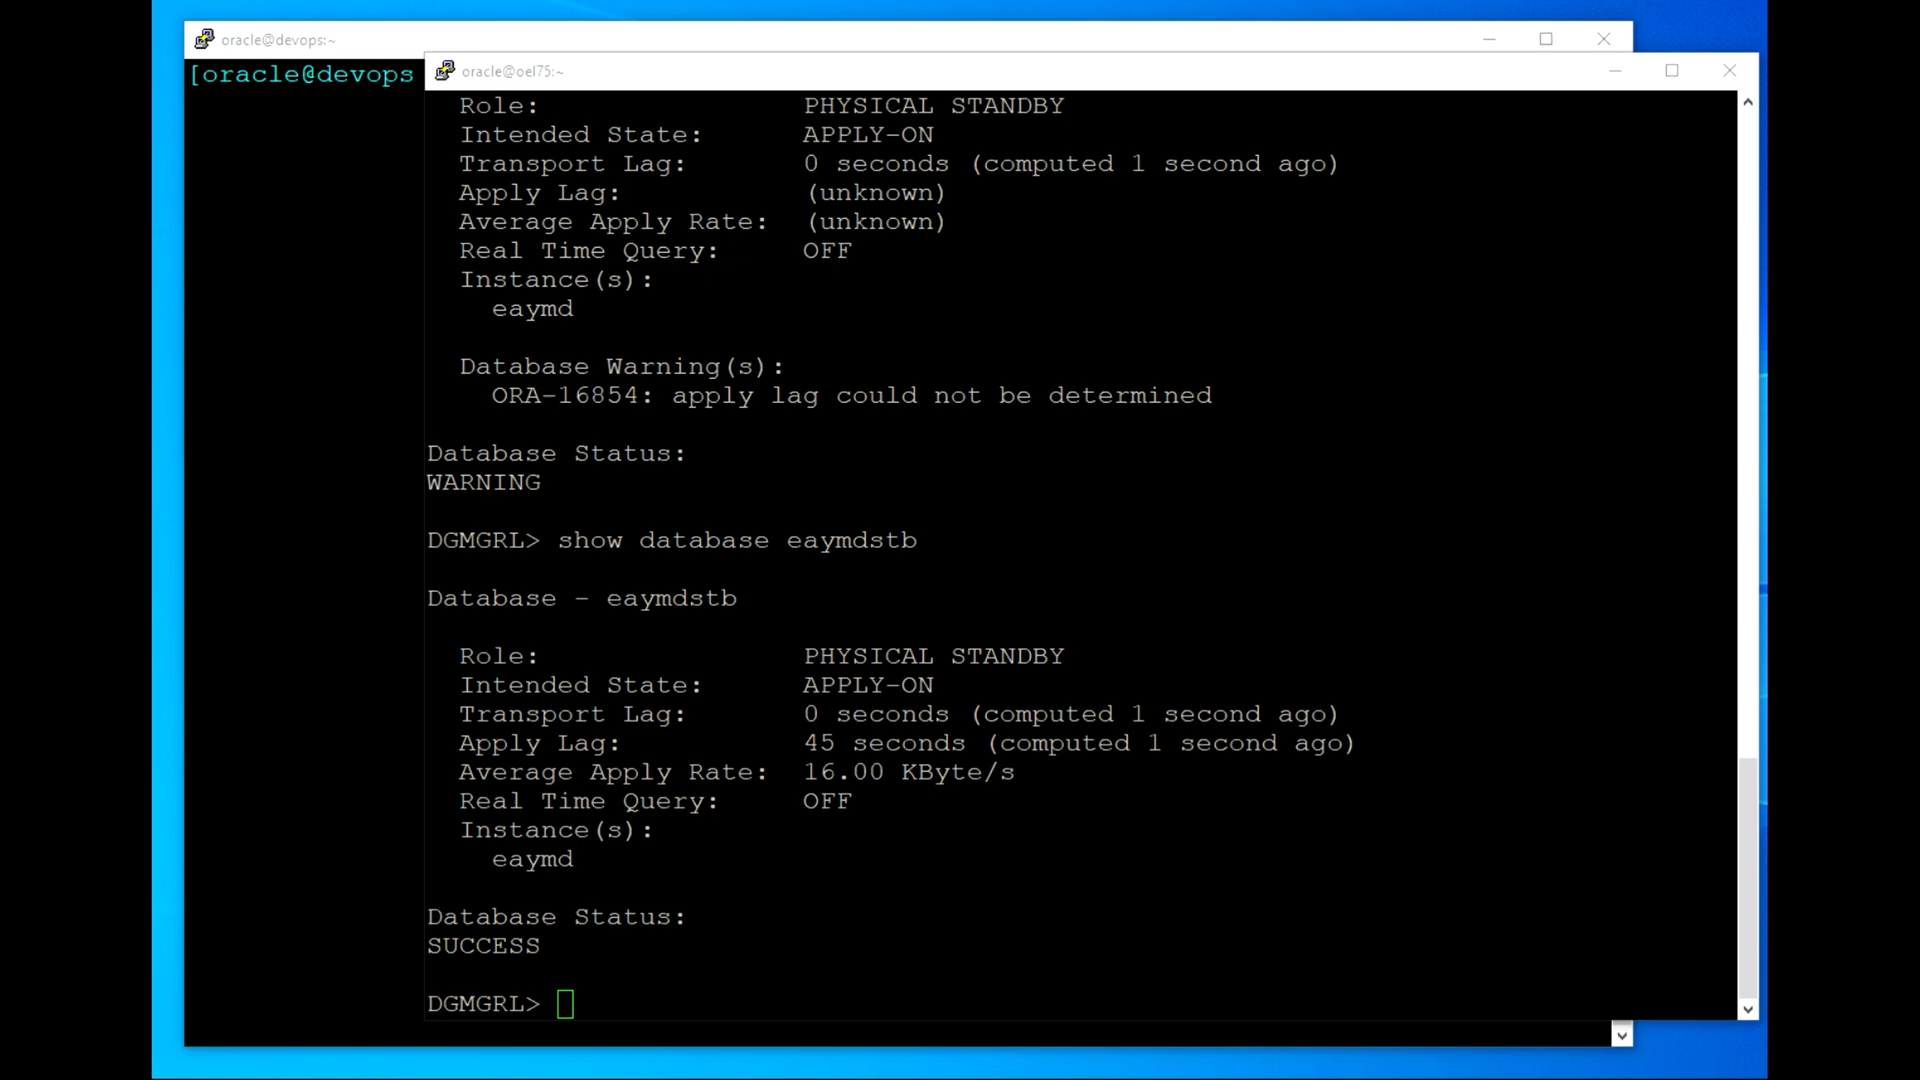 oracle@devops:~
[oracle@devops
oracle@oel75:~
Role: PHYSICAL STANDBY
Intended State: APPLY-ON
Transport Lag: 0 seconds (computed 1 second ago)
Apply Lag: (unknown)
Average Apply Rate: (unknown)
Real Time Query: OFF
Instance(s):
eaymd
Database Warning(s):
ORA-16854: apply lag could not be determined
Database Status:
WARNING
DGMGRL> show database eaymdstb
Database - eaymdstb
Role: PHYSICAL STANDBY
Intended State: APPLY-ON
Transport Lag: 0 seconds (computed 1 second ago)
Apply Lag: 45 seconds (computed 1 second ago)
Average Apply Rate: 16.00 KByte/s
Real Time Query: OFF
Instance(s):
eaymd
Database Status:
SUCCESS
DGMGRL>